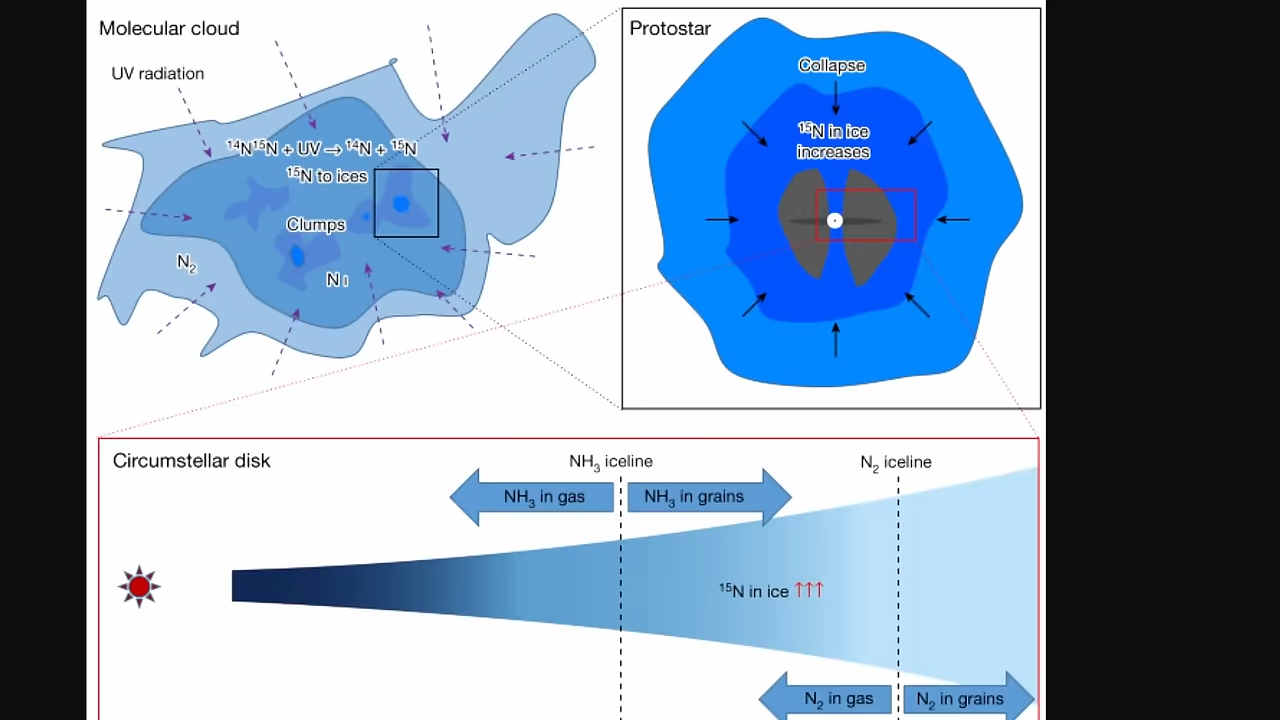 Molecular cloud
UV radiation
¹⁴N¹⁵N + UV → ¹⁴N + ¹⁵N
¹⁵N to ices
Clumps
N₂
N I
Protostar
Collapse
¹⁵N in ice
increases
Circumstellar disk
NH₃ iceline
N₂ iceline
NH₃ in gas
NH₃ in grains
¹⁵N in ice ↑↑↑
N₂ in gas
N₂ in grains